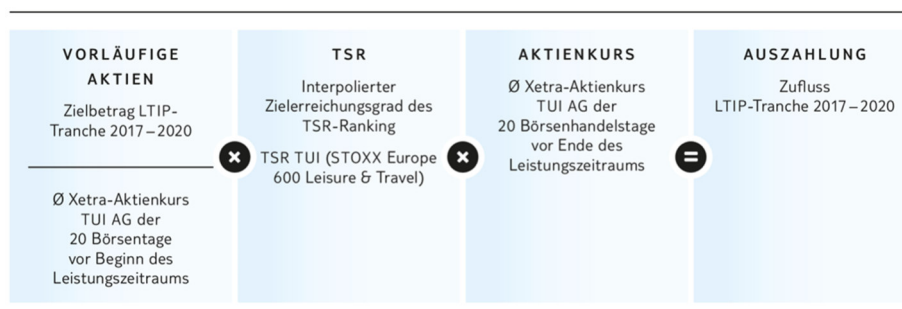 VORLÄUFIGE
AKTIEN
Zielbetrag LTIP-
Tranche 2017 – 2020
Ø Xetra-Aktienkurs
TUI AG der
20 Börsentage
vor Beginn des
Leistungszeitraums
×
TSR
Interpolierter
Zielerreichungsgrad des
TSR-Ranking
TSR TUI (STOXX Europe
600 Leisure & Travel)
×
AKTIENKURS
Ø Xetra-Aktienkurs
TUI AG der
20 Börsenhandelstage
vor Ende des
Leistungszeitraums
=
AUSZAHLUNG
Zufluss
LTIP-Tranche 2017 – 2020